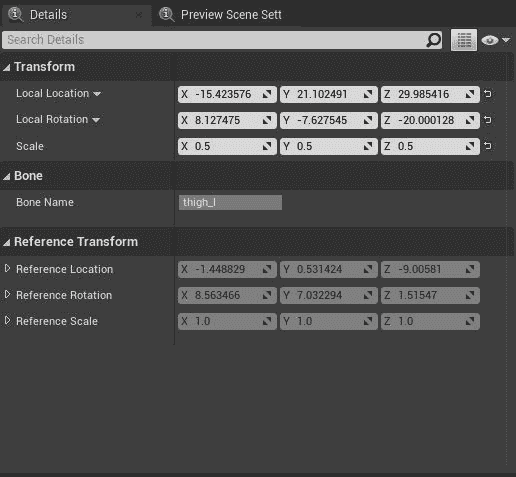 Details Preview Scene Sett
Search Details
Transform
Local Location X -15.423576 Y 21.102491 Z 29.985416
Local Rotation X 8.127475 Y -7.627545 Z -20.000128
Scale X 0.5 Y 0.5 Z 0.5
Bone
Bone Name thigh_l
Reference Transform
Reference Location X -1.448829 Y 0.531424 Z -9.00581
Reference Rotation X 8.563466 Y 7.032294 Z 1.51547
Reference Scale X 1.0 Y 1.0 Z 1.0